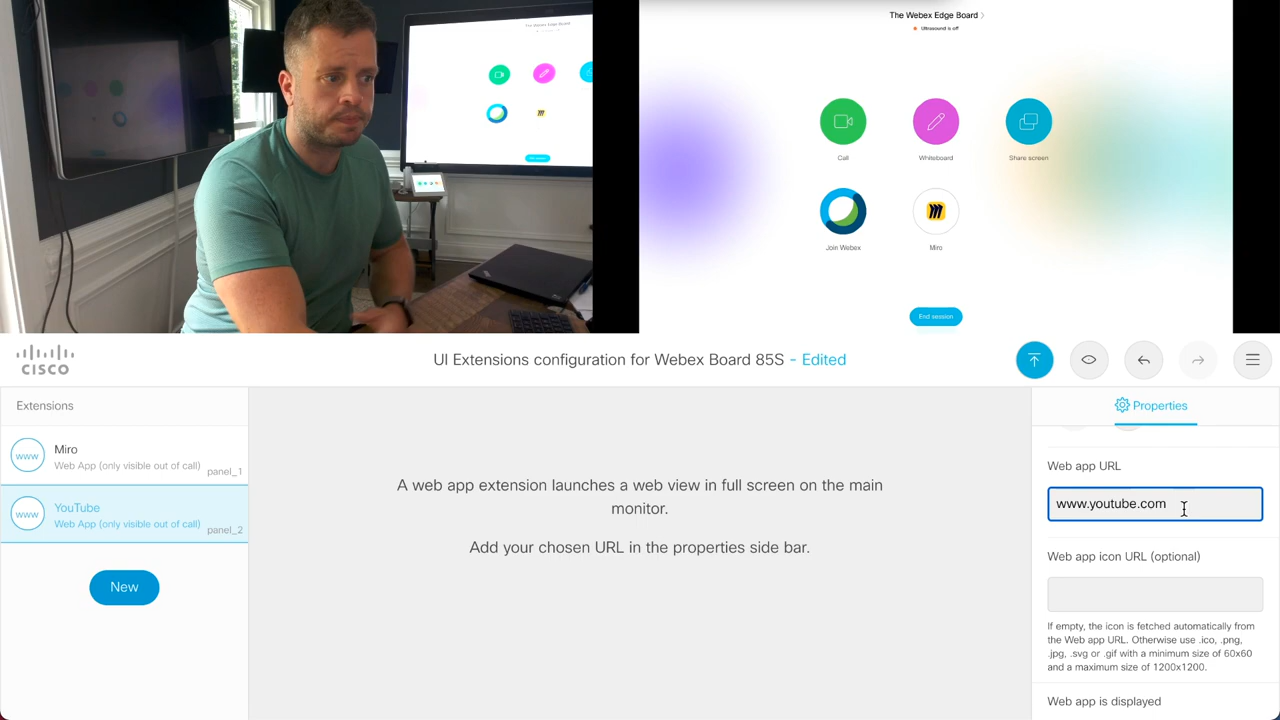 The Webex Edge Board
Ultrasound is off
Call
Whiteboard
Share screen
Join Webex
Miro
End session
CISCO
UI Extensions configuration for Webex Board 85S - Edited
Extensions
www
Miro
Web App (only visible out of call)
panel_1
www
YouTube
Web App (only visible out of call)
panel_2
New
A web app extension launches a web view in full screen on the main
monitor.
Add your chosen URL in the properties side bar.
Properties
Web app URL
www.youtube.com
Web app icon URL (optional)
If empty, the icon is fetched automatically from
the Web app URL. Otherwise use .ico, .png,
.jpg, .svg or .gif with a minimum size of 60x60
and a maximum size of 1200x1200.
Web app is displayed